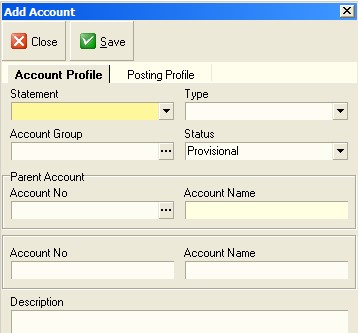 Add Account
Close Save
Account Profile Posting Profile
Statement Type
Account Group Status
... Provisional
Parent Account
Account No Account Name
...
Account No Account Name
Description